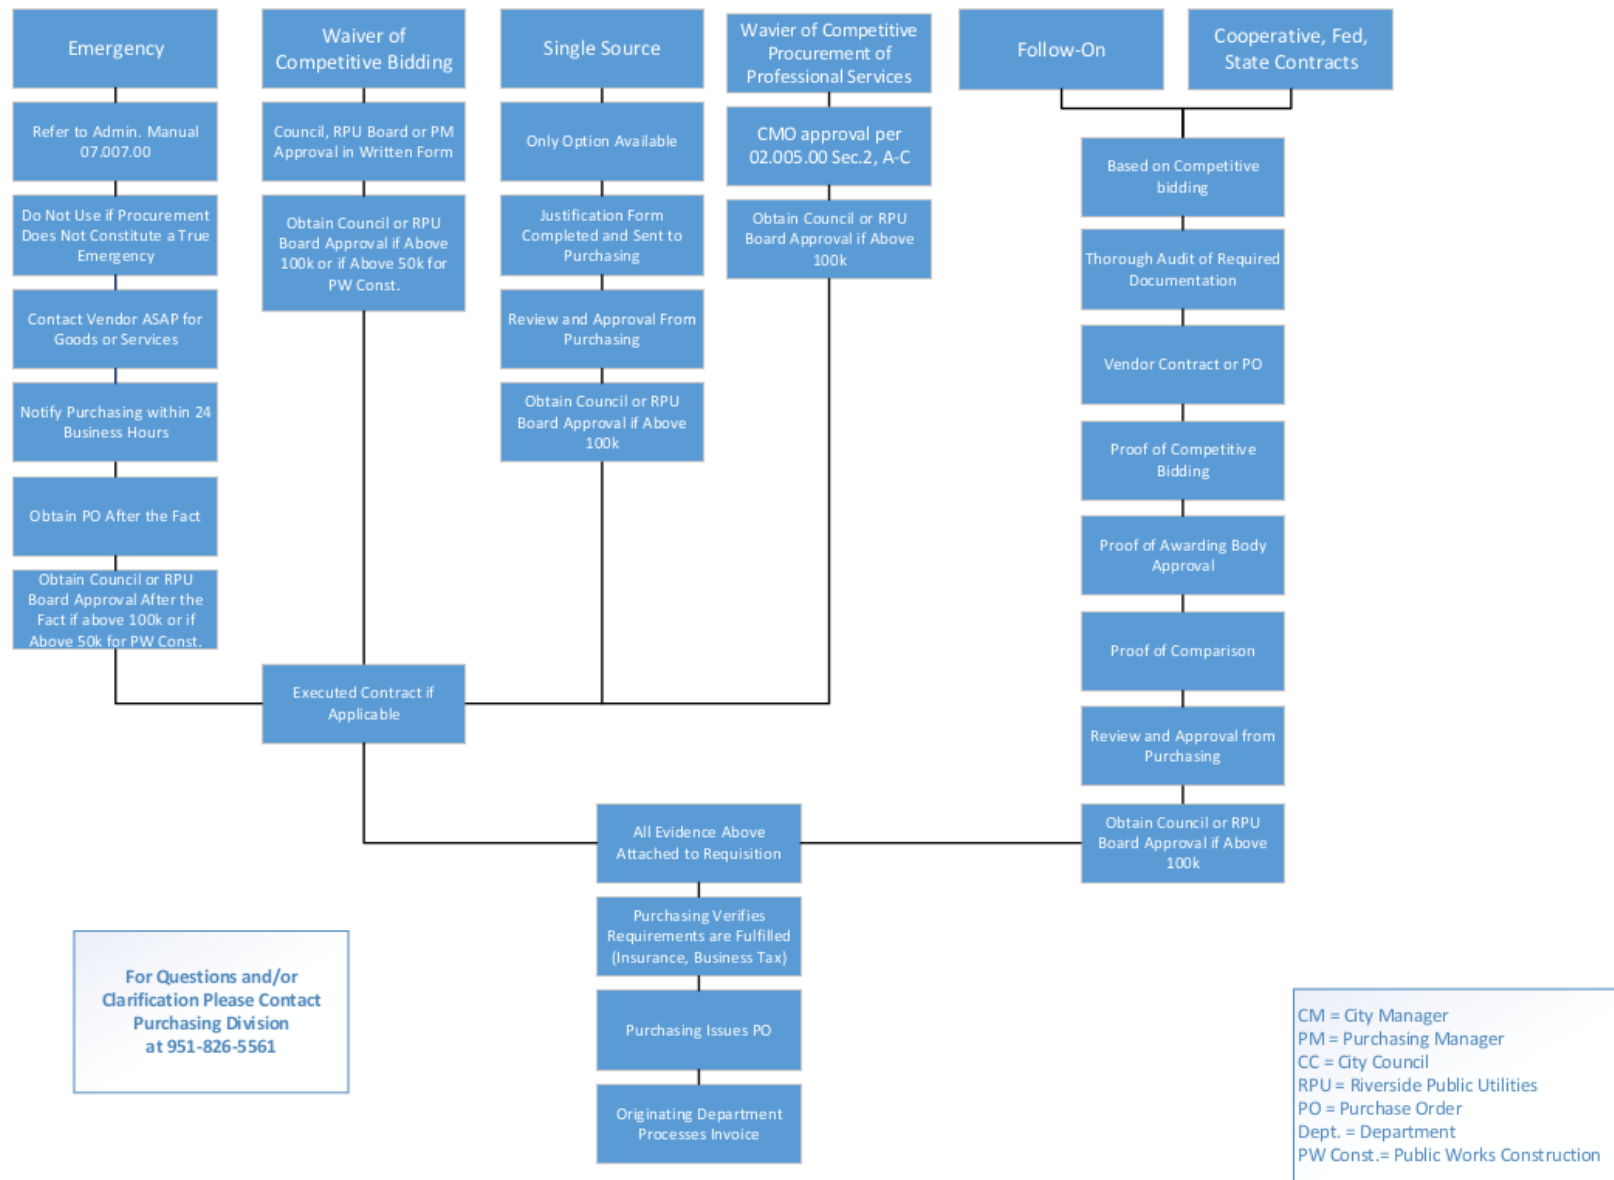 Emergency
Refer to Admin. Manual
07.007.00
Do Not Use if Procurement
Does Not Constitute a True
Emergency
Contact Vendor ASAP for
Goods or Services
Notify Purchasing within 24
Business Hours
Obtain PO After the Fact
Obtain Council or RPU
Board Approval After the
Fact if above 100k or if
Above 50k for PW Const.
Waiver of
Competitive Bidding
Council, RPU Board or PM
Approval in Written Form
Obtain Council or RPU
Board Approval if Above
100k or if Above 50k for
PW Const.
Single Source
Only Option Available
Justification Form
Completed and Sent to
Purchasing
Review and Approval From
Purchasing
Obtain Council or RPU
Board Approval if Above
100k
Wavier of Competitive
Procurement of
Professional Services
CMO approval per
02.005.00 Sec.2, A-C
Obtain Council or RPU
Board Approval if Above
100k
Follow-On
Cooperative, Fed,
State Contracts
Based on Competitive
bidding
Thorough Audit of Required
Documentation
Vendor Contract or PO
Proof of Competitive
Bidding
Proof of Awarding Body
Approval
Proof of Comparison
Review and Approval from
Purchasing
Obtain Council or RPU
Board Approval if Above
100k
Executed Contract if
Applicable
All Evidence Above
Attached to Requisition
Purchasing Verifies
Requirements are Fulfilled
(Insurance, Business Tax)
Purchasing Issues PO
Originating Department
Processes Invoice
For Questions and/or
Clarification Please Contact
Purchasing Division
at 951-826-5561
CM = City Manager
PM = Purchasing Manager
CC = City Council
RPU = Riverside Public Utilities
PO = Purchase Order
Dept. = Department
PW Const.= Public Works Construction